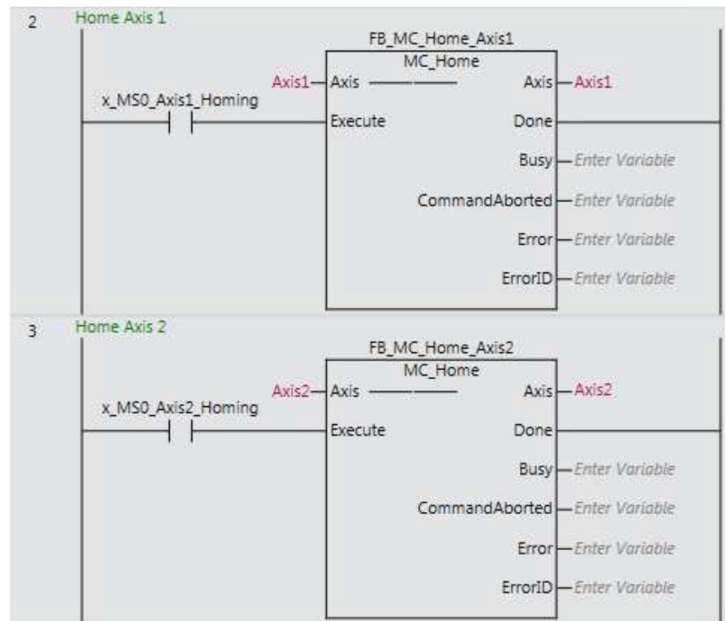 2 Home Axis 1
FB_MC_Home_Axis1
MC_Home
Axis1 Axis Axis Axis1
x_MS0_Axis1_Homing
Execute Done
Busy Enter Variable
CommandAborted Enter Variable
Error Enter Variable
ErrorID Enter Variable
3 Home Axis 2
FB_MC_Home_Axis2
MC_Home
Axis2 Axis Axis Axis2
x_MS0_Axis2_Homing
Execute Done
Busy Enter Variable
CommandAborted Enter Variable
Error Enter Variable
ErrorID Enter Variable